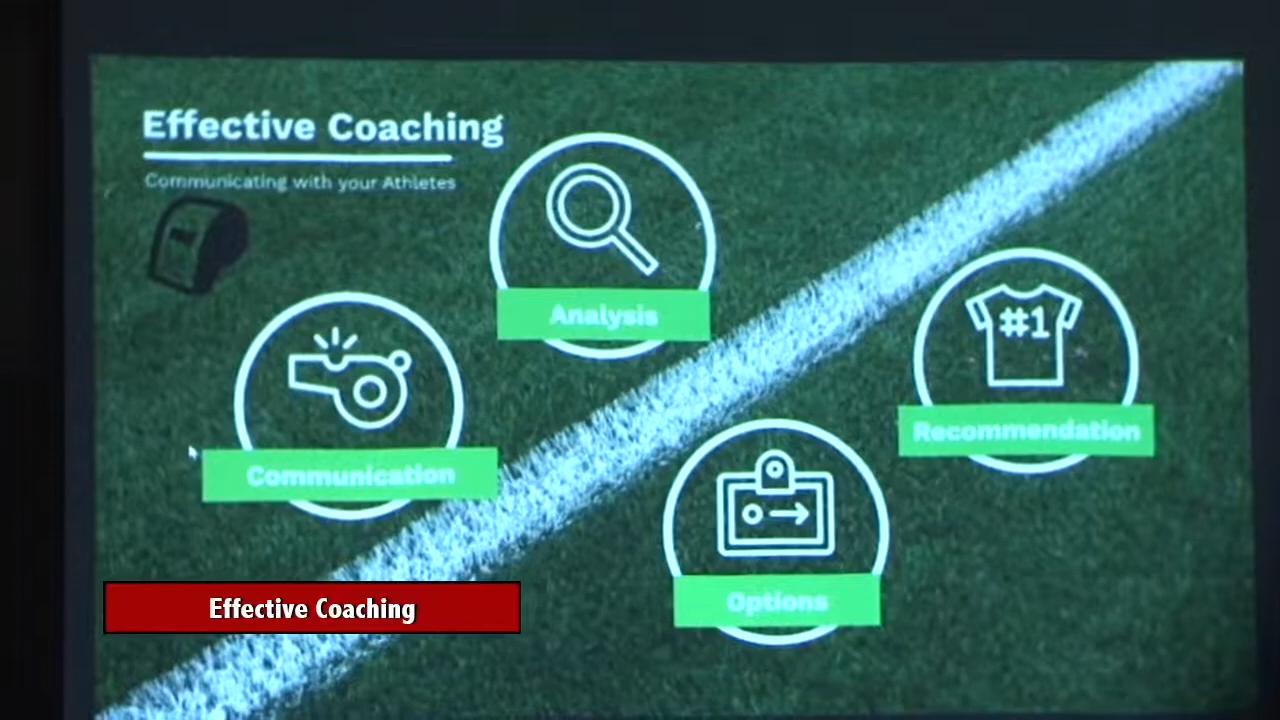 Effective Coaching
Communicating with your Athletes
Analysis
#1
Recommendation
Communication
Options
Effective Coaching